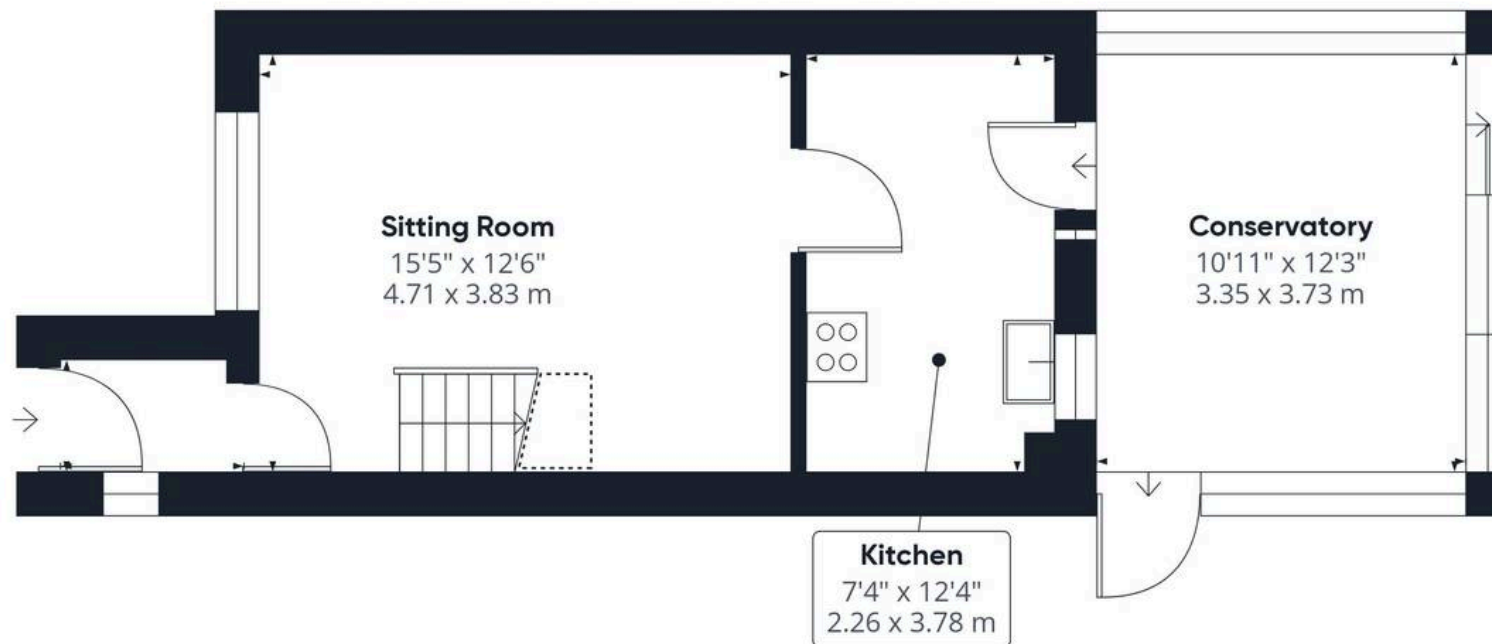 Sitting Room
15'5" x 12'6"
4.71 x 3.83 m
Conservatory
10'11" x 12'3"
3.35 x 3.73 m
Kitchen
7'4" x 12'4"
2.26 x 3.78 m